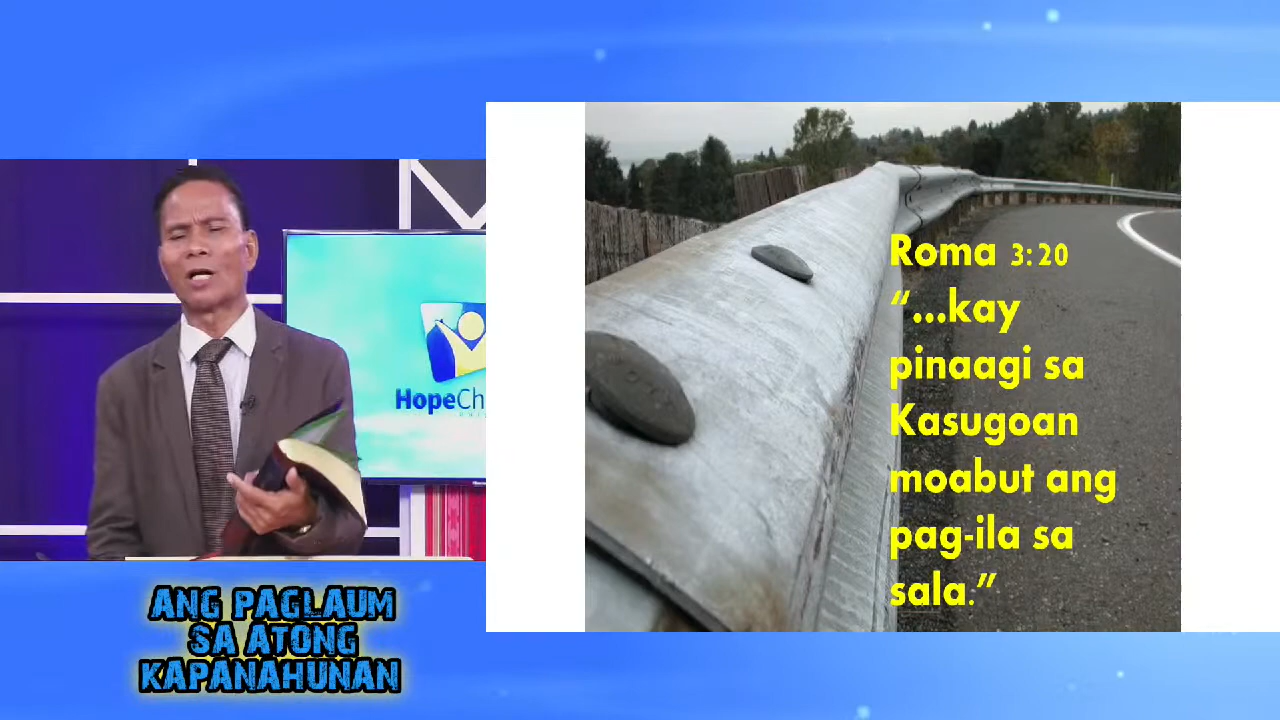 HopeCh
Roma 3:20
“...kay
pinaagi sa
Kasugoan
moabut ang
pag-ila sa
sala.”
ANG PAGLAUM
SA ATONG
KAPANAHUNAN